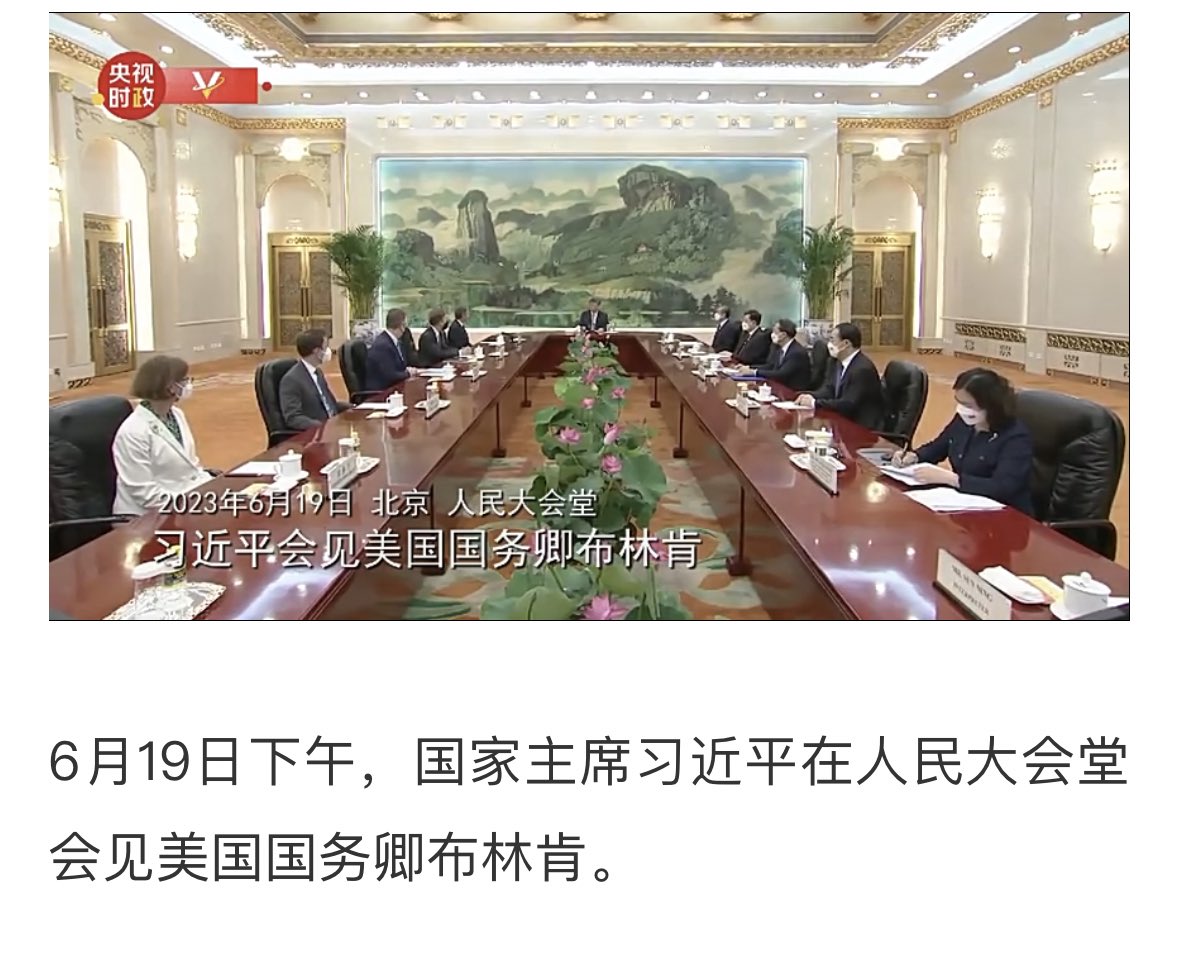 央视
时政
2023年6月19日 北京 人民大会堂
习近平会见美国国务卿布林肯
6月19日下午，国家主席习近平在人民大会堂
会见美国国务卿布林肯。